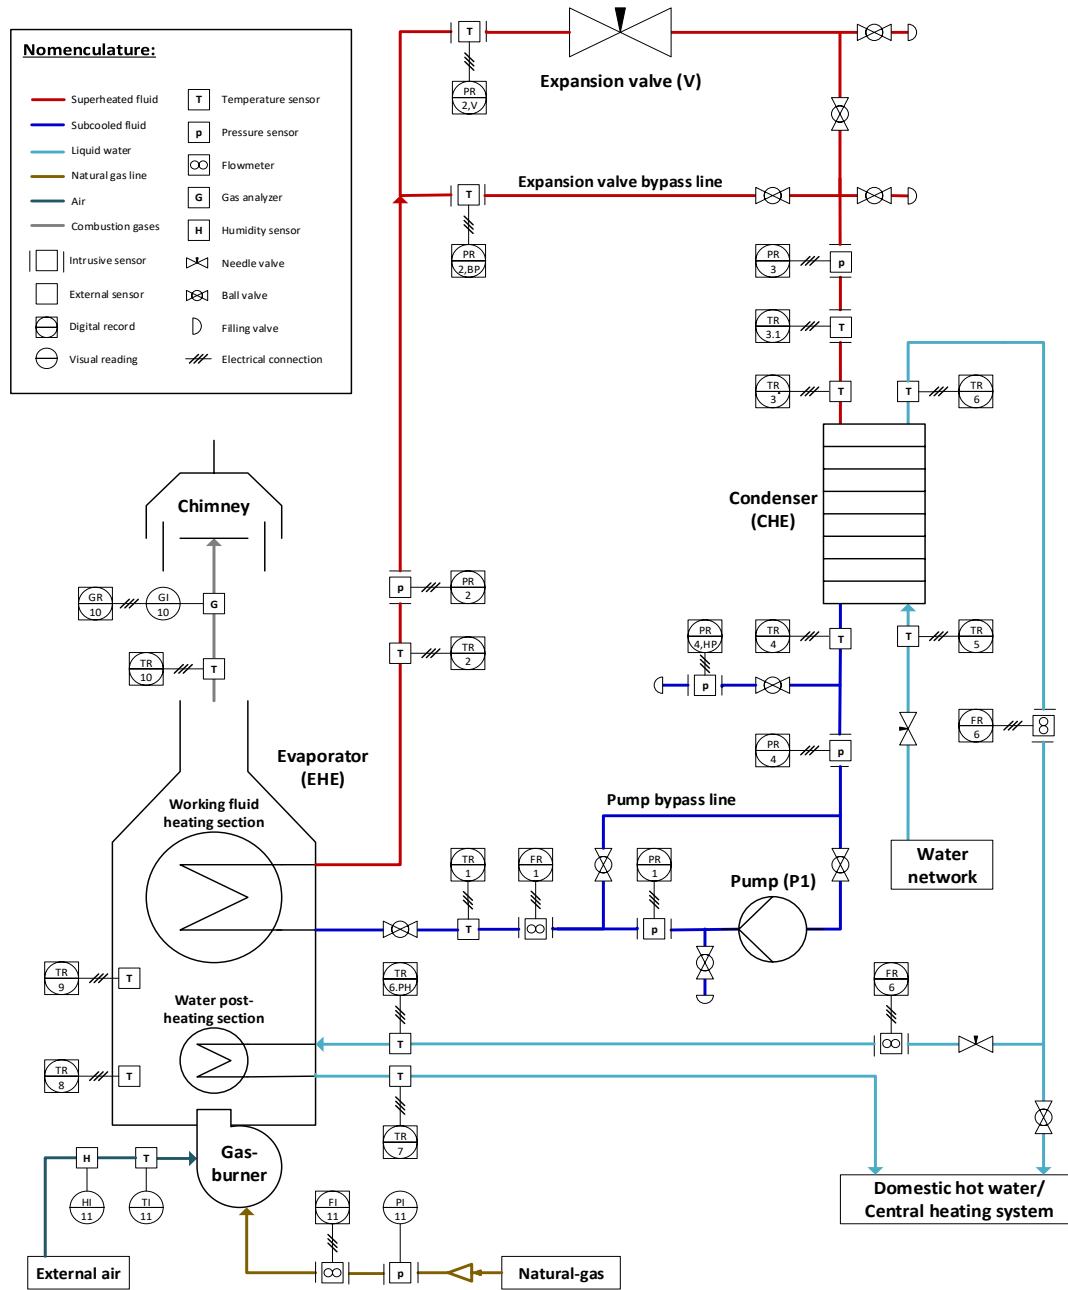 Nomenclature:
Superheated fluid
Subcooled fluid
Liquid water
Natural gas line
Air
Combustion gases
Intrusive sensor
External sensor
Digital record
Visual reading
T
Temperature sensor
p
Pressure sensor
Flowmeter
G
Gas analyzer
H
Humidity sensor
Needle valve
Ball valve
Filling valve
Electrical connection
T
PR
2,V
Expansion valve (V)
T
PR
2,BP
Expansion valve bypass line
PR
3
p
TR
3.1
T
TR
3
T
T
TR
6
Condenser
(CHE)
Chimney
GR
10
GI
10
G
TR
10
T
p
PR
2
T
TR
2
PR
4,HP
p
TR
4
T
T
TR
5
PR
4
p
FR
6
Evaporator
(EHE)
Working fluid
heating section
Pump bypass line
Water
network
TR
1
T
FR
1
PR
1
p
Pump (P1)
TR
9
T
Water post-
heating section
TR
6.PH
T
FR
6
TR
8
T
T
TR
7
Gas-
burner
H
T
HI
11
TI
11
FI
11
PI
11
p
External air
Natural-gas
Domestic hot water/
Central heating system